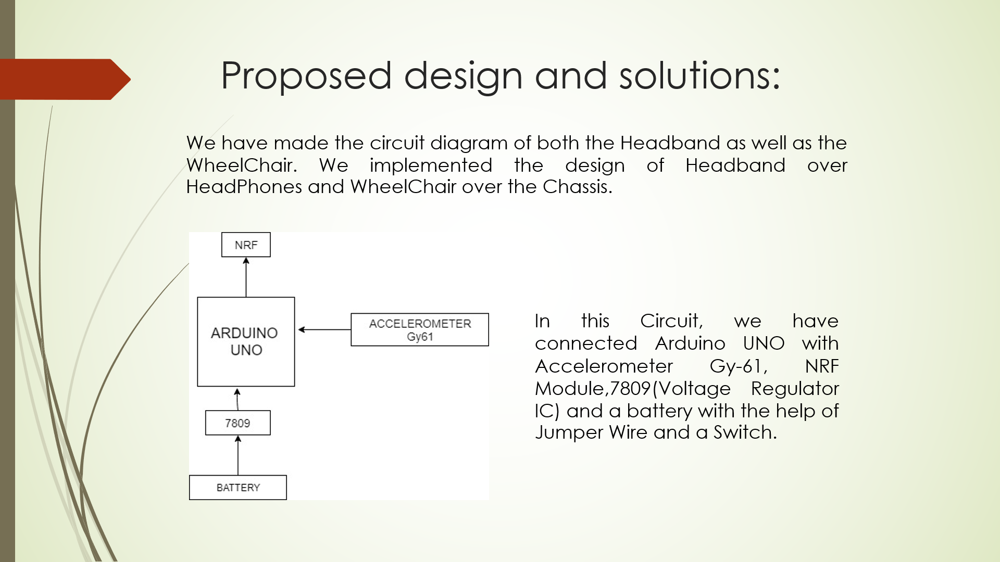 Proposed design and solutions:
We have made the circuit diagram of both the Headband as well as the
WheelChair. We implemented the design of Headband over
HeadPhones and WheelChair over the Chassis.
NRF
ARDUINO
UNO
ACCELEROMETER
Gy61
7809
BATTERY
In this Circuit, we have
connected Arduino UNO with
Accelerometer Gy-61, NRF
Module,7809(Voltage Regulator
IC) and a battery with the help of
Jumper Wire and a Switch.